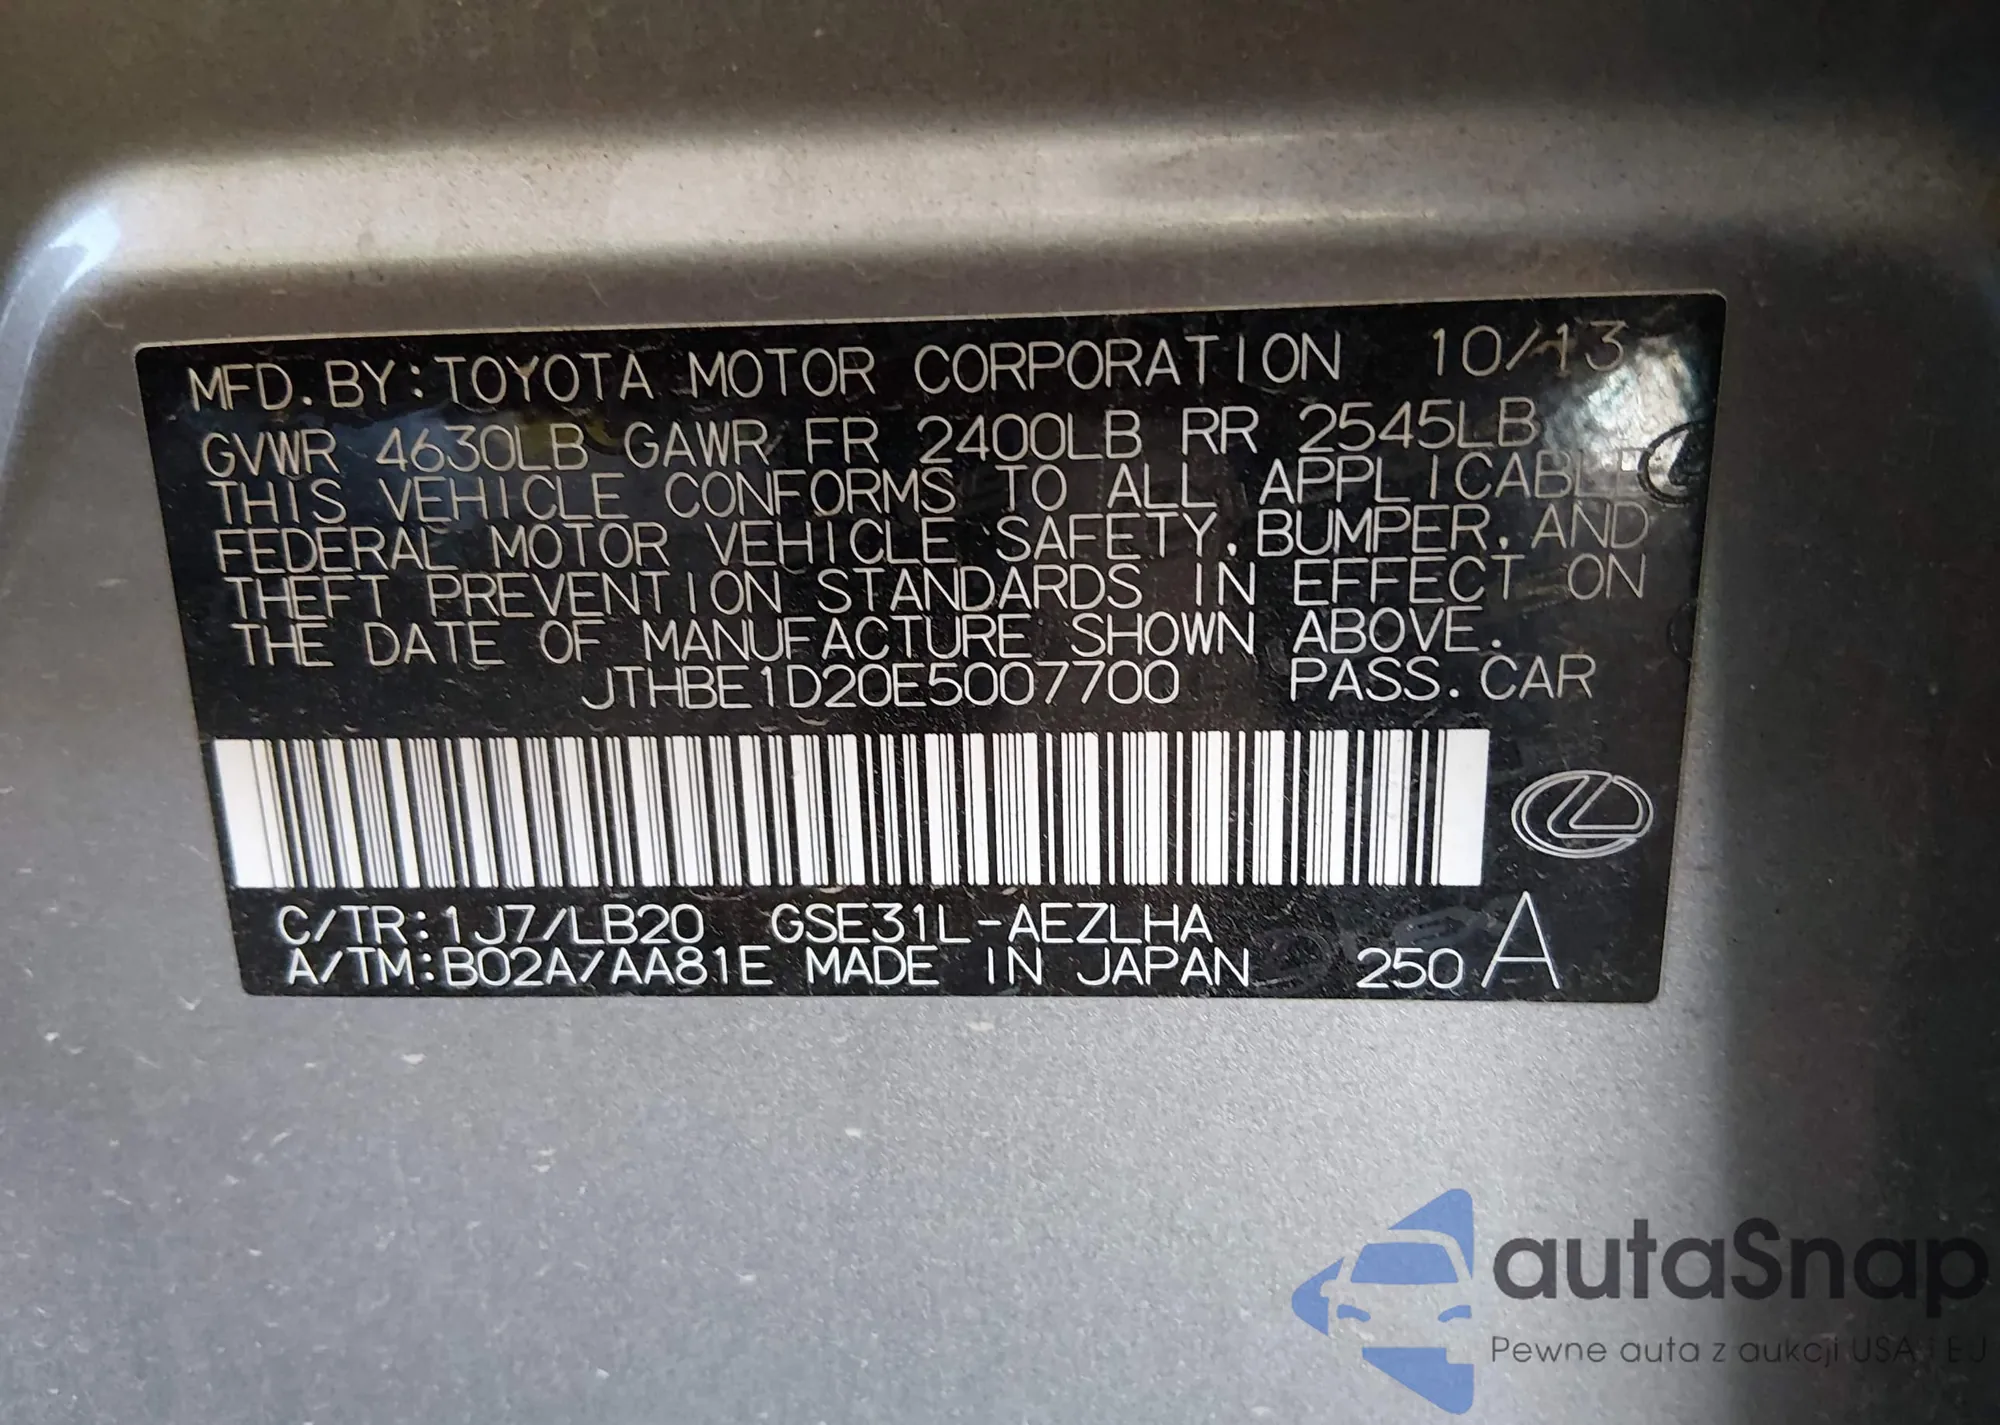 MFD. BY: TOYOTA MOTOR CORPORATION 10/13
GVWR 4630LB GAWR FR 2400LB RR 2545LB
THIS VEHICLE CONFORMS TO ALL APPLICABLE
FEDERAL MOTOR VEHICLE SAFETY, BUMPER, AND
THEFT PREVENTION STANDARDS IN EFFECT ON
THE DATE OF MANUFACTURE SHOWN ABOVE.
JTHBE1D20E5007700 PASS. CAR
C/TR:1J7/LB20 GSE31L-AEZLHA
A/TM:B02A/AA81E MADE IN JAPAN 250 A
autaSnap
Pewne auta z aukcji USA i EU